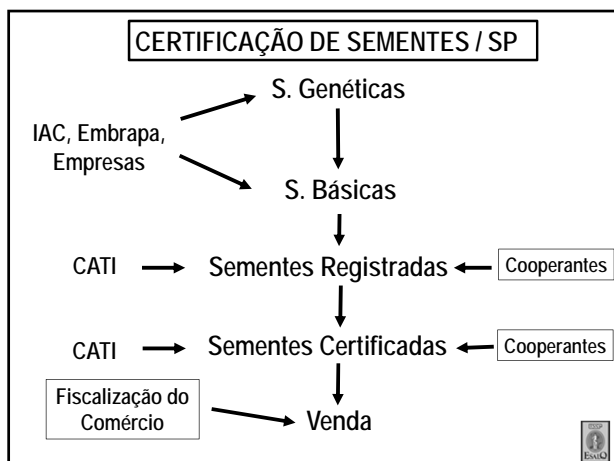 CERTIFICAÇÃO DE SEMENTES / SP
S. Genéticas
IAC, Embrapa,
Empresas
S. Básicas
CATI
Sementes Registradas
Cooperantes
CATI
Sementes Certificadas
Cooperantes
Fiscalização do
Comércio
Venda
ESALQ